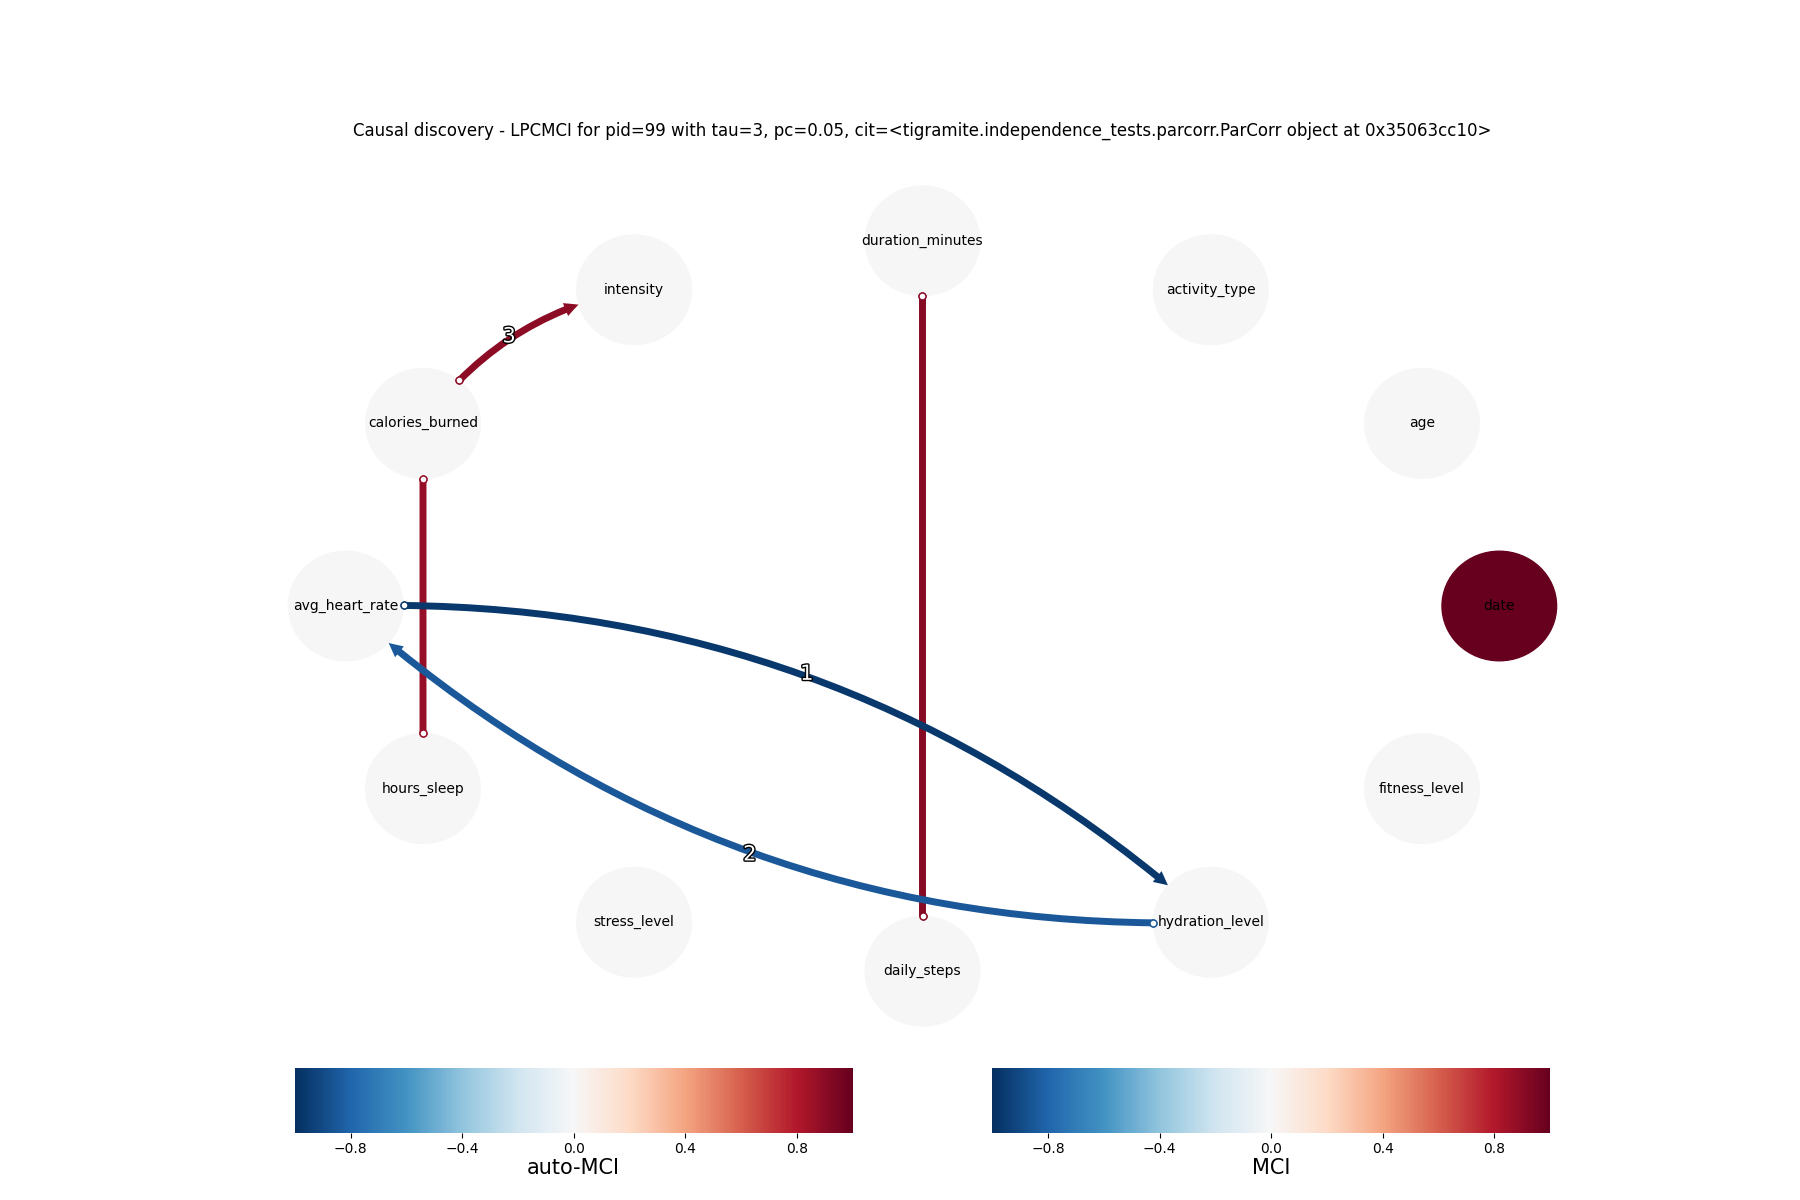 Causal discovery - LPCMCI for pid=99 with tau=3, pc=0.05, cit=<tigramite.independence_tests.parcorr.ParCorr object at 0x35063cc10>
duration_minutes
intensity
activity_type
3
calories_burned
age
avg_heart_rate
date
1
hours_sleep
fitness_level
2
stress_level
hydration_level
daily_steps
−0.8 −0.4 0.0 0.4 0.8
auto-MCI
−0.8 −0.4 0.0 0.4 0.8
MCI